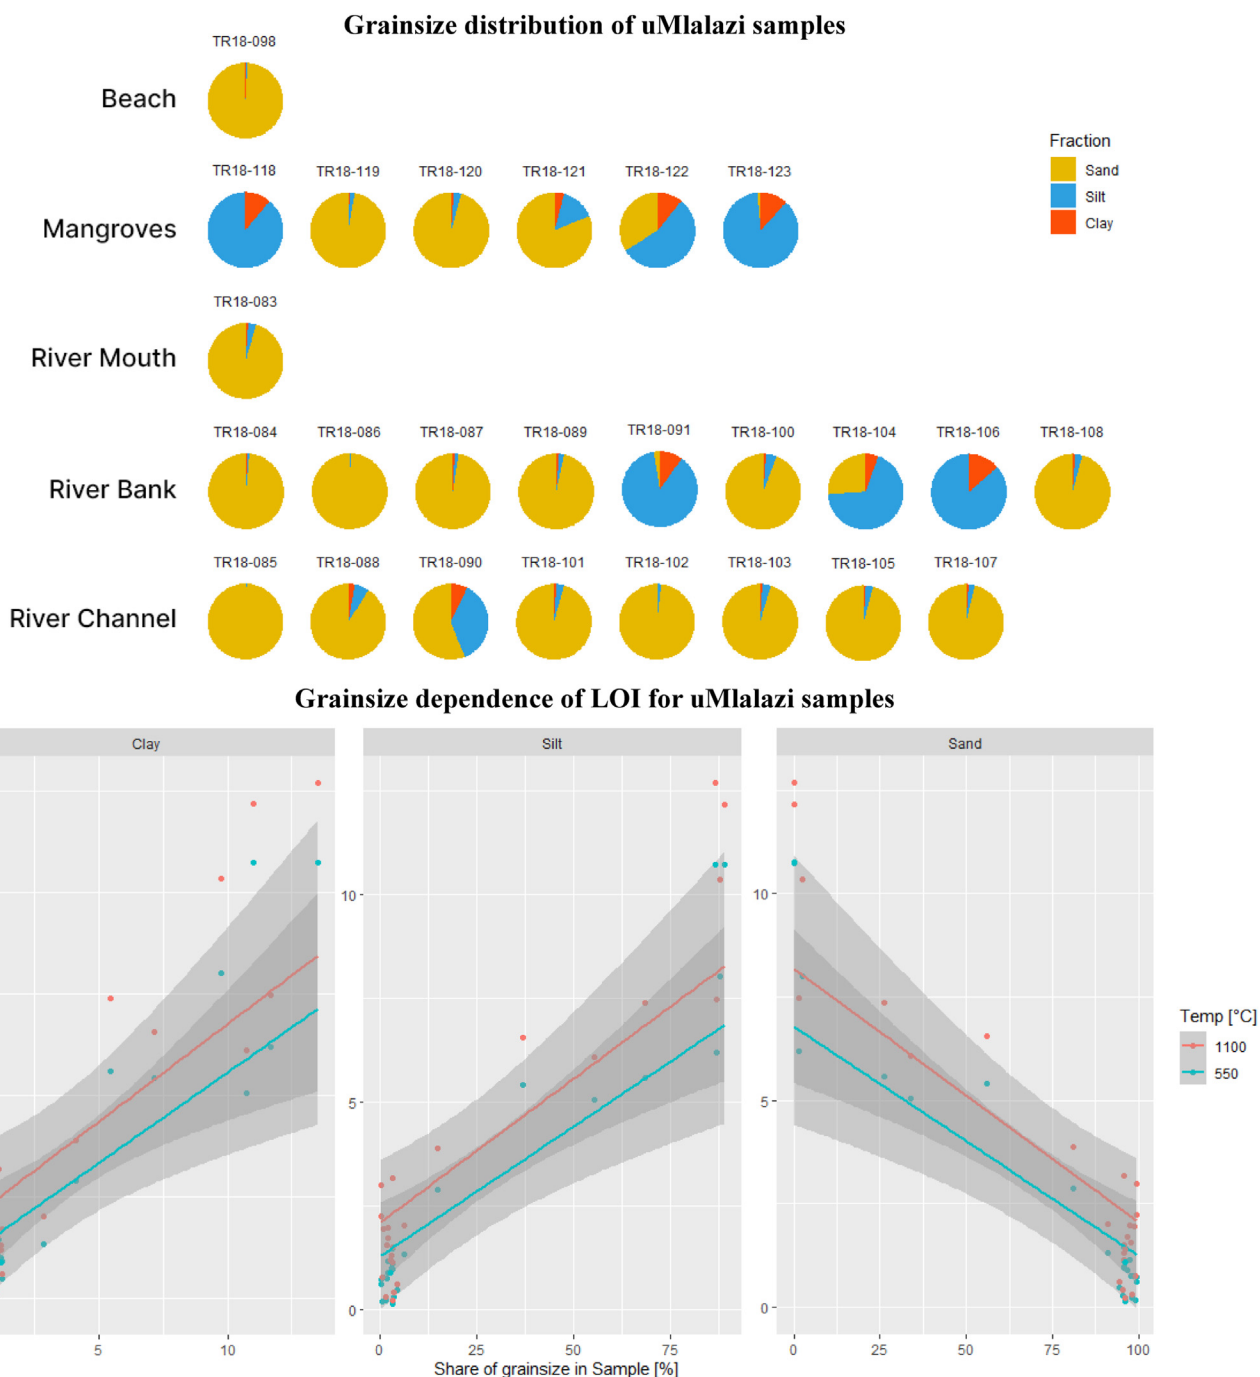 Grainsize distribution of uMlalazi samples
TR18-098
Beach
Fraction
Sand
Silt
Clay
TR18-118 TR18-119 TR18-120 TR18-121 TR18-122 TR18-123
Mangroves
TR18-083
River Mouth
TR18-084 TR18-086 TR18-087 TR18-089 TR18-091 TR18-100 TR18-104 TR18-106 TR18-108
River Bank
TR18-085 TR18-088 TR18-090 TR18-101 TR18-102 TR18-103 TR18-105 TR18-107
River Channel
Grainsize dependence of LOI for uMlalazi samples
Clay Silt Sand
10 10
5 5
0 0
Temp [°C]
1100
550
5 10 0 25 50 75 0 25 50 75 100
Share of grainsize in Sample [%]